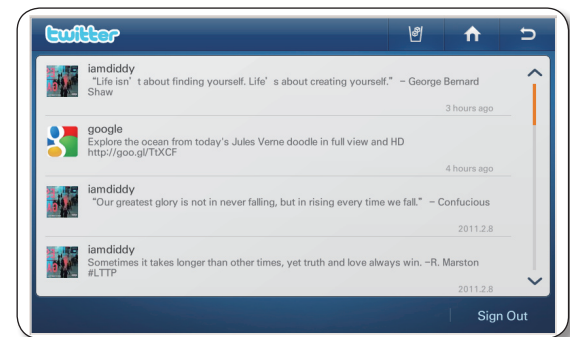 twitter
iamdiddy
“Life isn’ t about finding yourself. Life’ s about creating yourself.” – George Bernard
Shaw
3 hours ago
google
Explore the ocean from today's Jules Verne doodle in full view and HD
http://goo.gl/TtXCF
4 hours ago
iamdiddy
“Our greatest glory is not in never falling, but in rising every time we fall.” – Confucious
2011.2.8
iamdiddy
Sometimes it takes longer than other times, yet truth and love always win. –R. Marston
#LTTP
2011.2.8
Sign Out